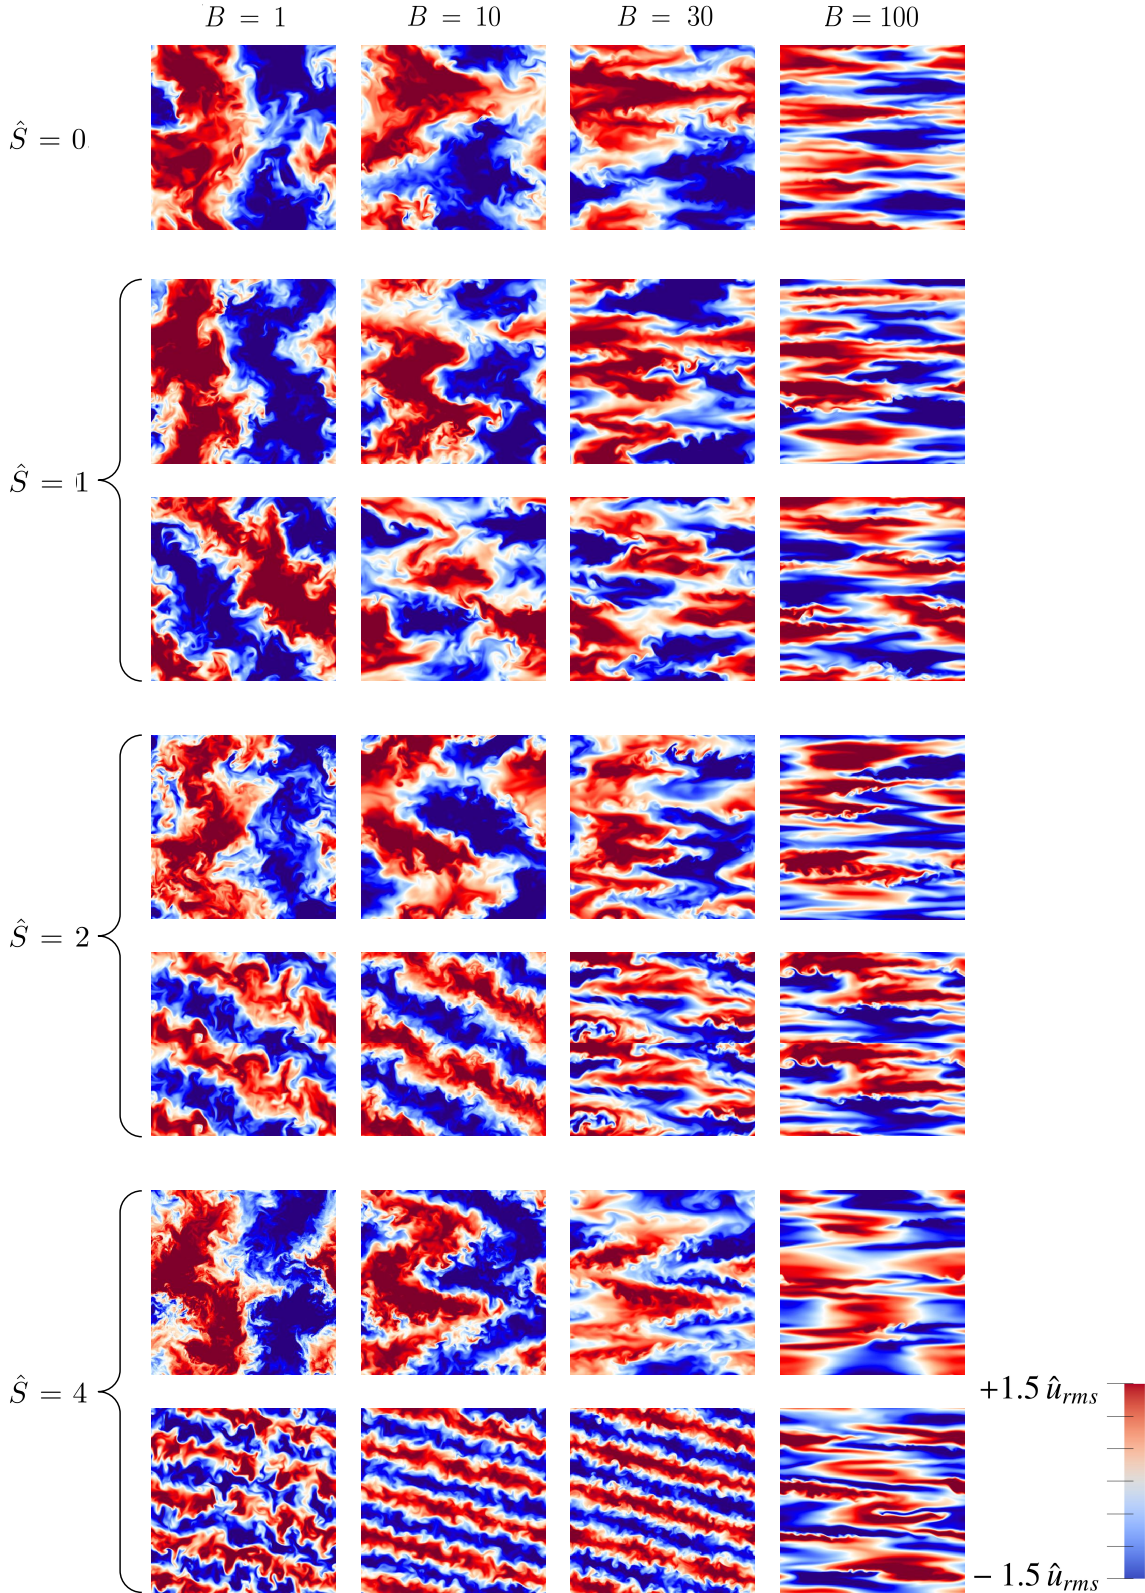 B = 1
B = 10
B = 30
B = 100
Ŝ = 0
Ŝ = 1
Ŝ = 2
Ŝ = 4
+1.5 û_rms
− 1.5 û_rms